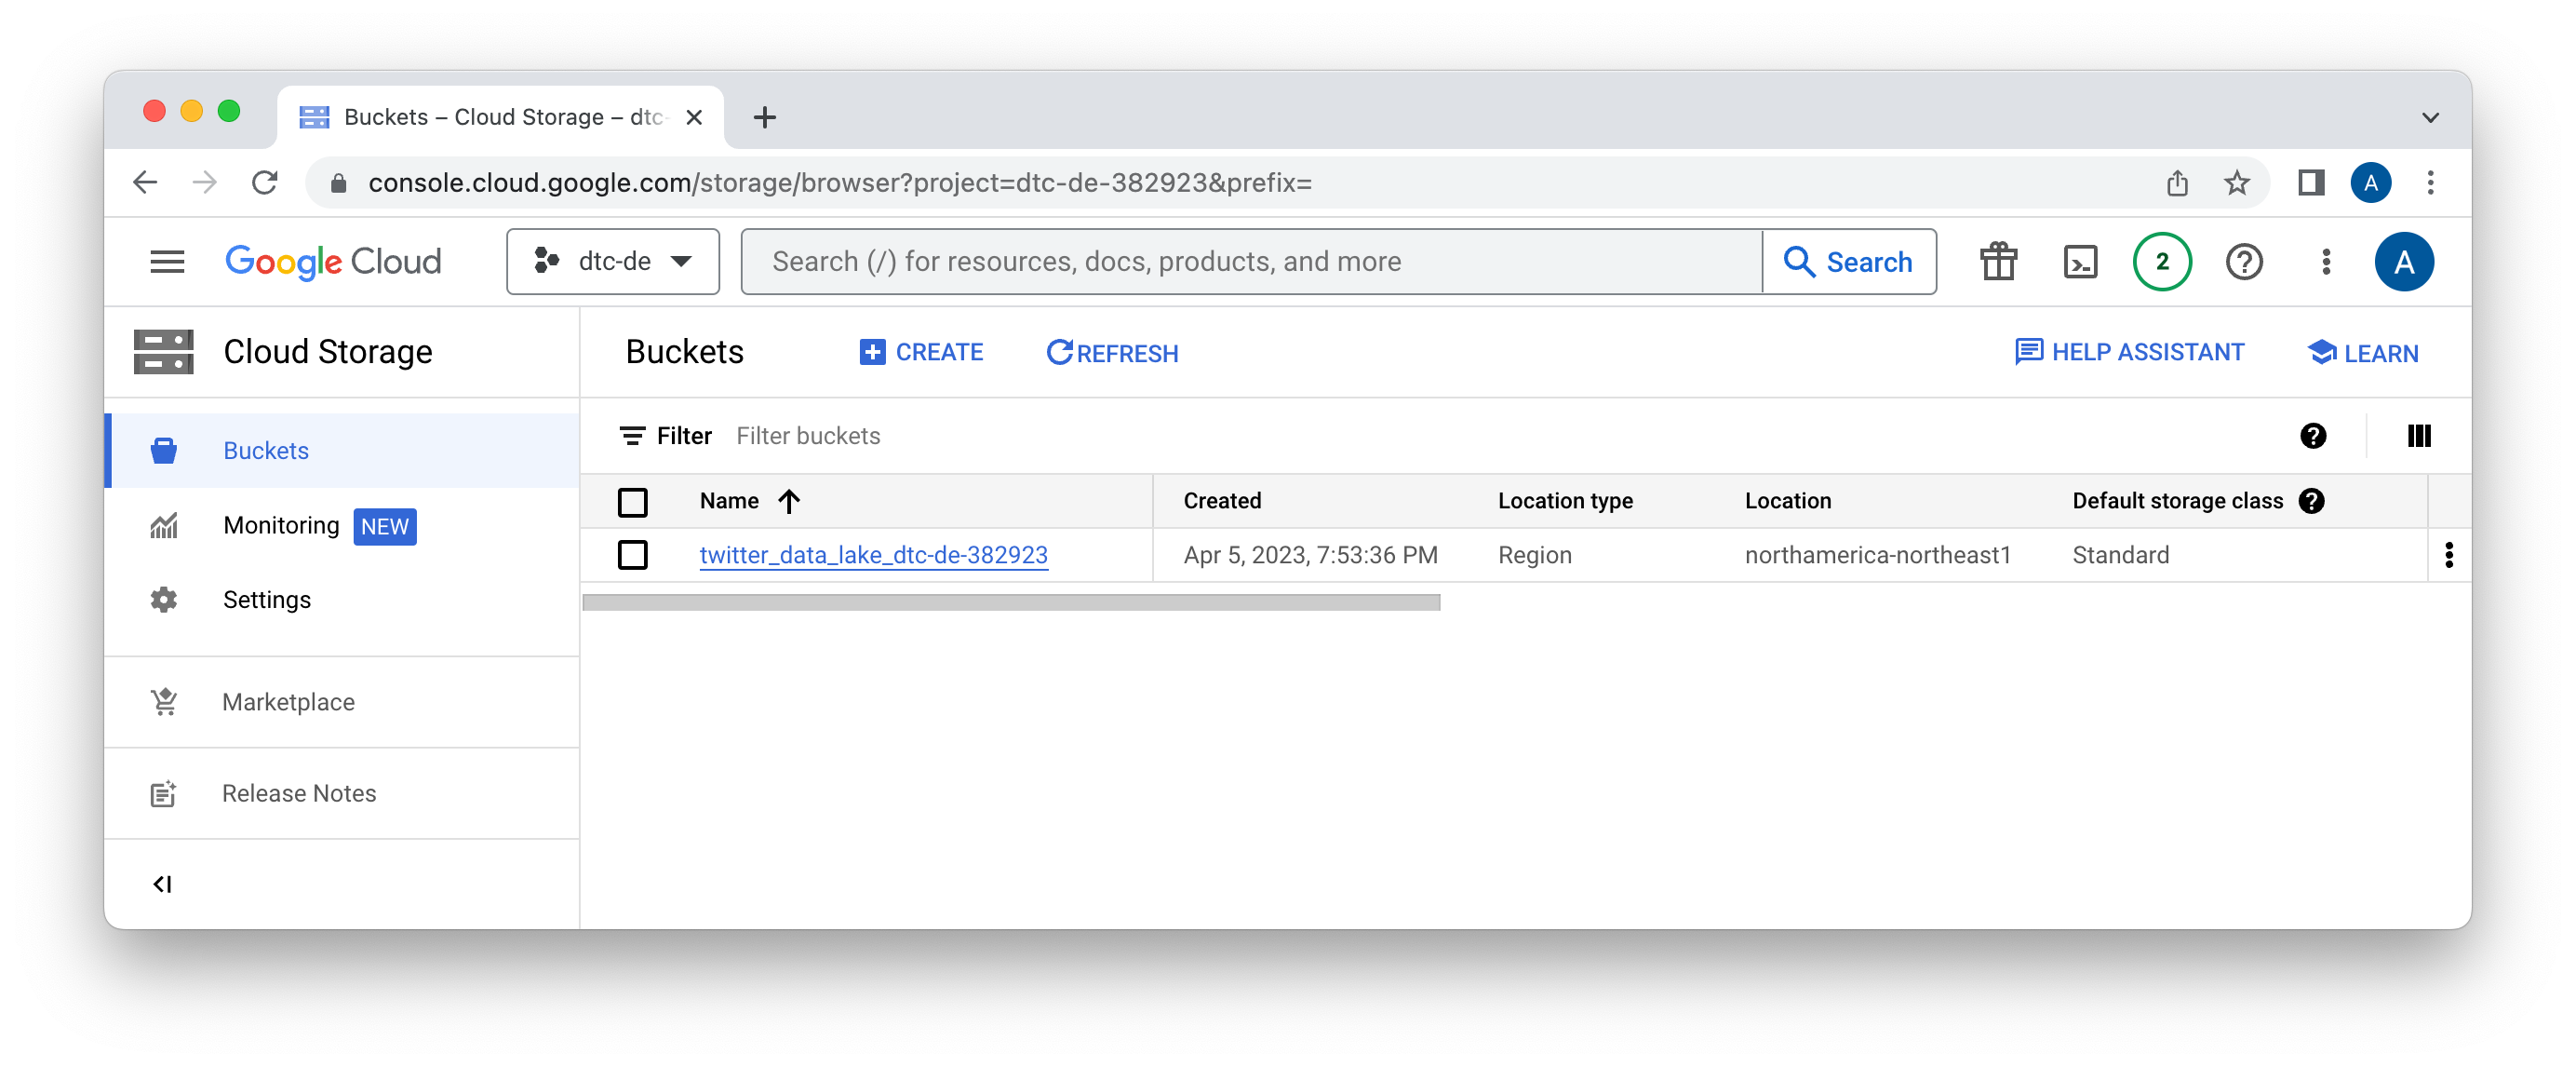 Buckets – Cloud Storage – dtc-
console.cloud.google.com/storage/browser?project=dtc-de-382923&prefix=
A
Google Cloud
dtc-de
Search (/) for resources, docs, products, and more
Search
2
A
Cloud Storage
Buckets
CREATE
REFRESH
HELP ASSISTANT
LEARN
Buckets
Monitoring NEW
Settings
Marketplace
Release Notes
Filter Filter buckets
Name Created Location type Location Default storage class
twitter_data_lake_dtc-de-382923 Apr 5, 2023, 7:53:36 PM Region northamerica-northeast1 Standard